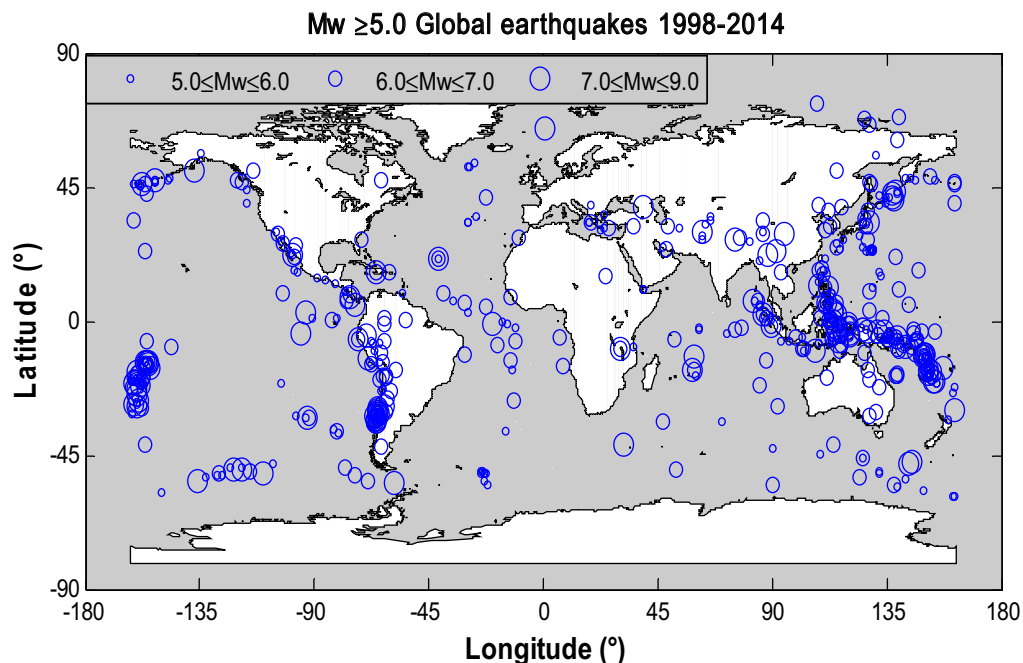 Mw ≥5.0 Global earthquakes 1998-2014
90
5.0≤Mw≤6.0 6.0≤Mw≤7.0 7.0≤Mw≤9.0
45
0
-45
-90
Latitude (°)
-180 -135 -90 -45 0 45 90 135 180
Longitude (°)